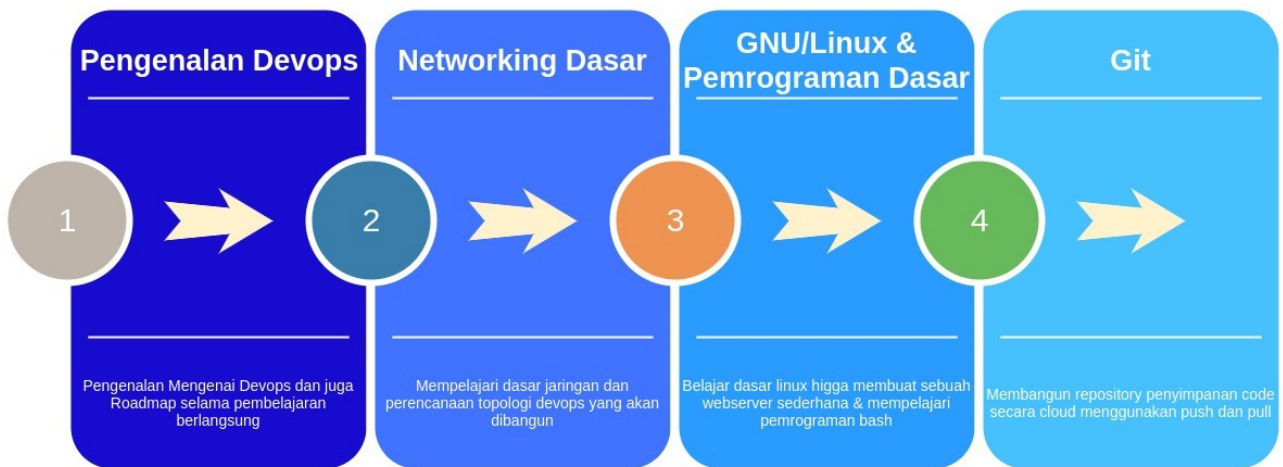 Pengenalan Devops
1
Pengenalan Mengenai Devops dan juga
Roadmap selama pembelajaran
berlangsung
Networking Dasar
2
Mempelajari dasar jaringan dan
perencanaan topologi devops yang akan
dibangun
GNU/Linux &
Pemrograman Dasar
3
Belajar dasar linux higga membuat sebuah
webserver sederhana & mempelajari
pemrograman bash
Git
4
Membangun repository penyimpanan code
secara cloud menggunakan push dan pull